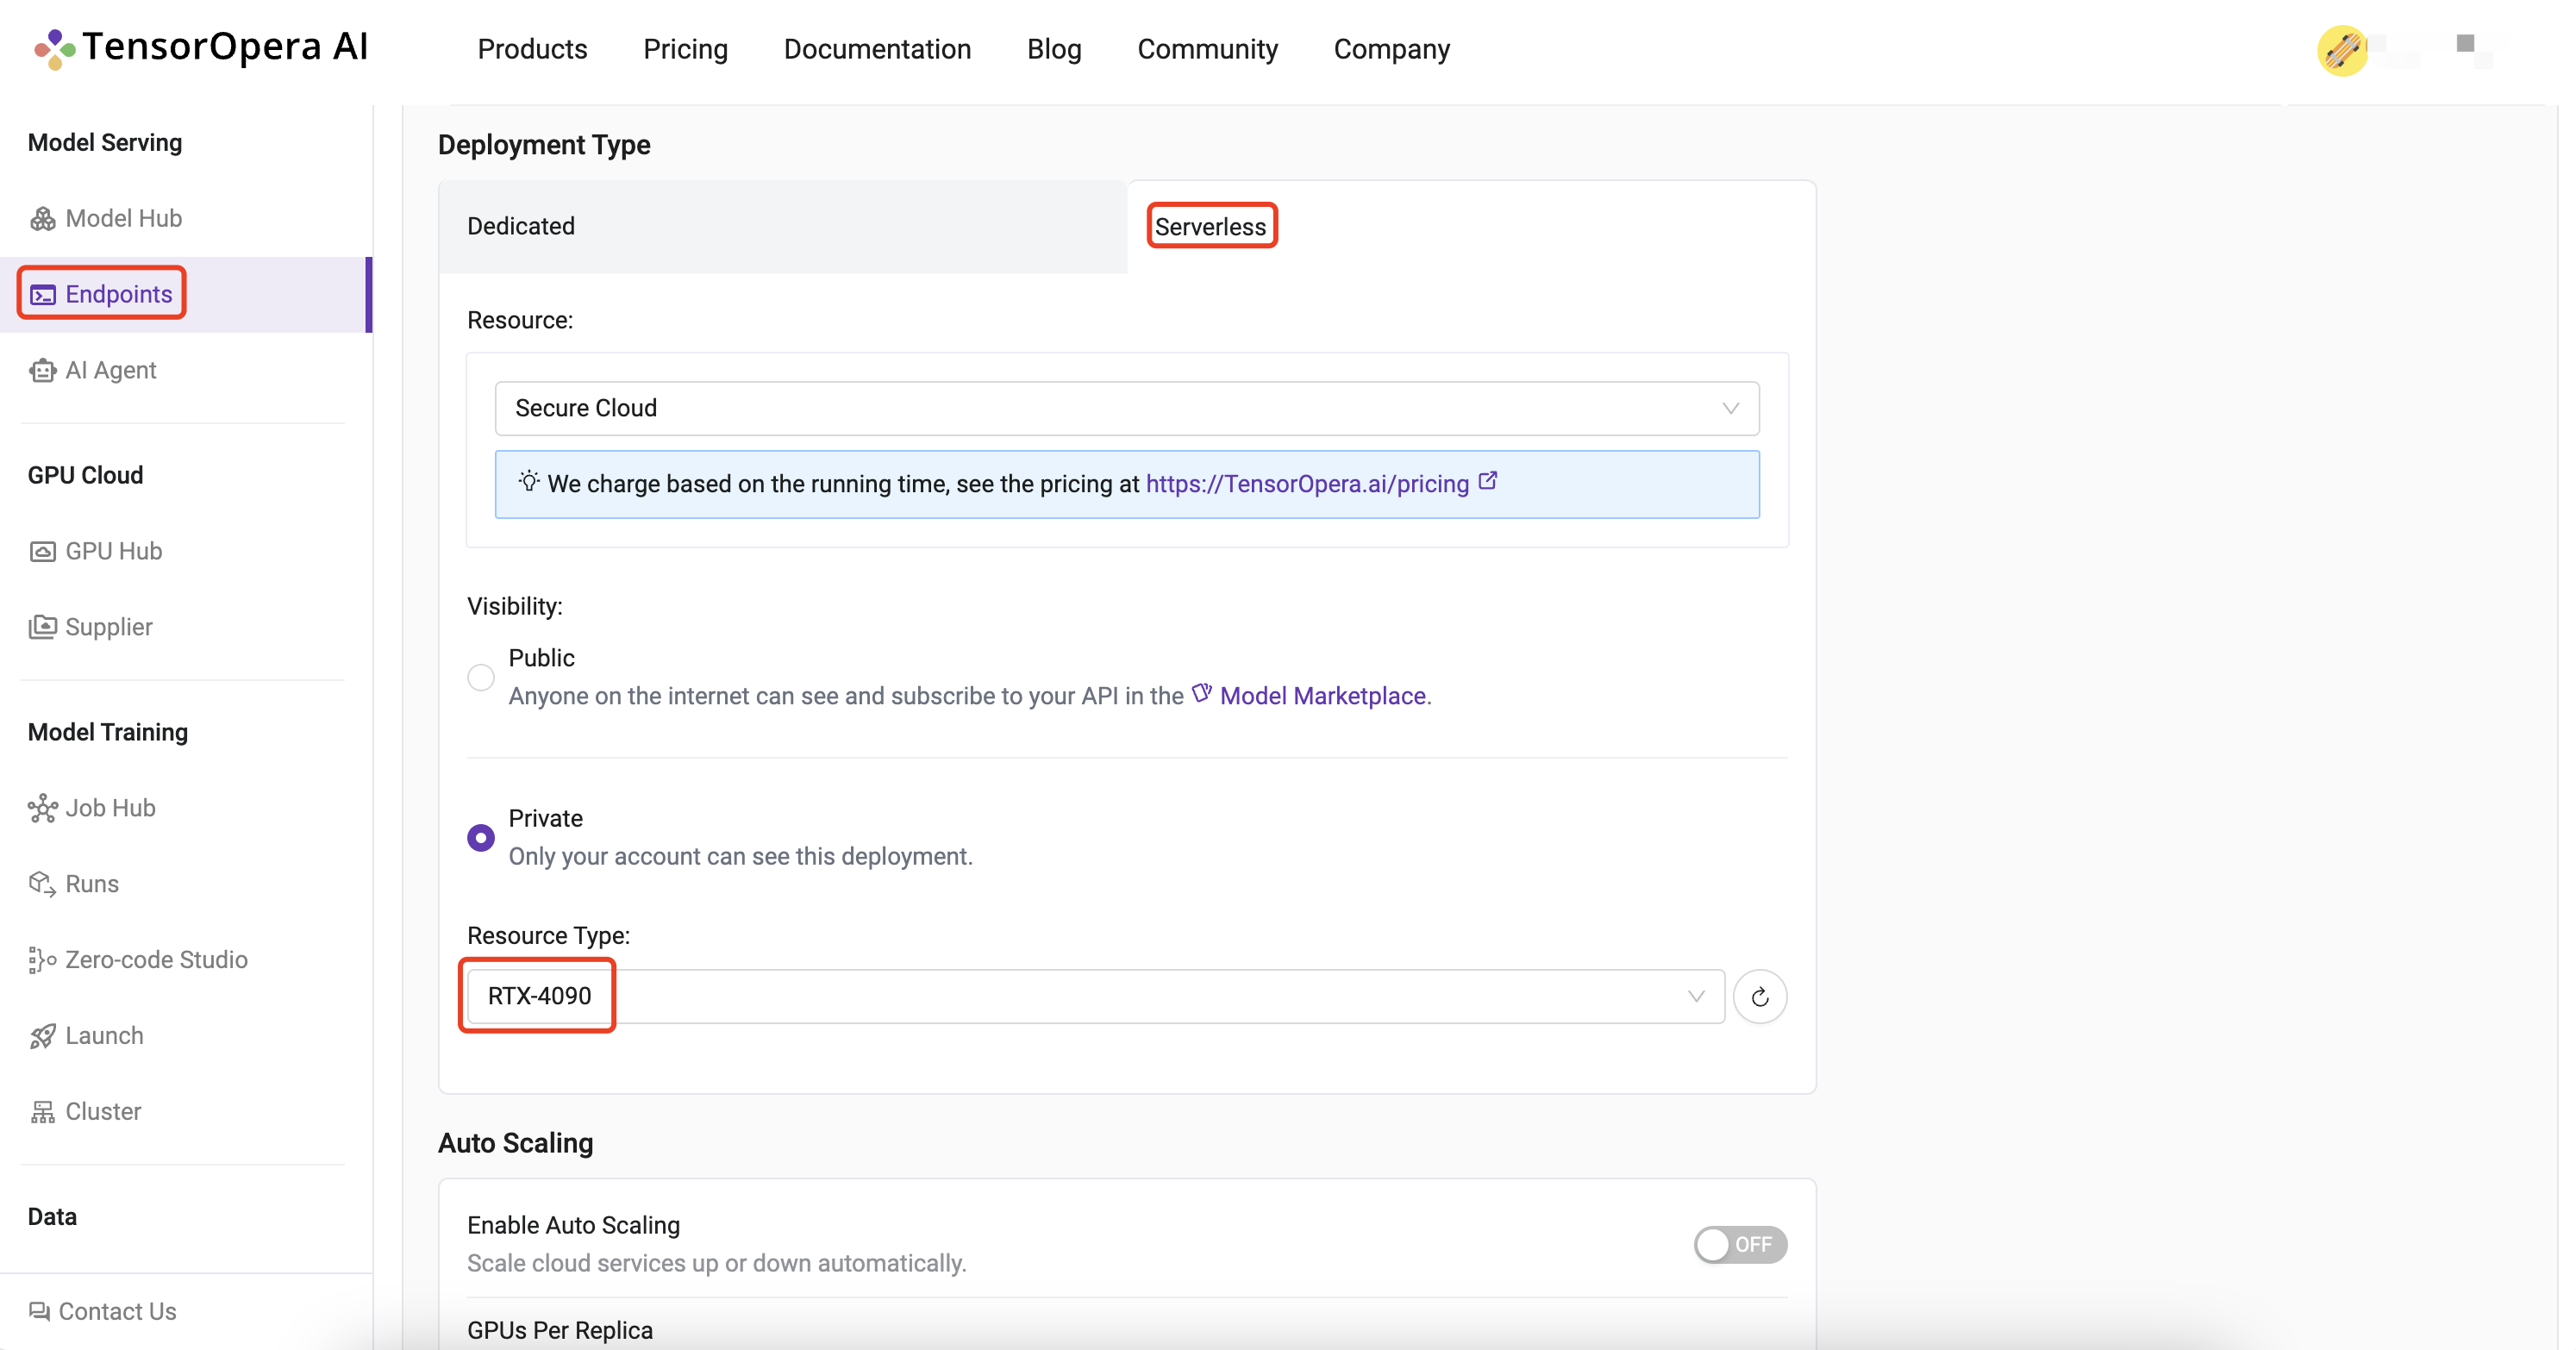 TensorOpera AI
Products Pricing Documentation Blog Community Company
Model Serving
Model Hub
Endpoints
AI Agent
GPU Cloud
GPU Hub
Supplier
Model Training
Job Hub
Runs
Zero-code Studio
Launch
Cluster
Data
Contact Us
Deployment Type
Dedicated
Serverless
Resource:
Secure Cloud
We charge based on the running time, see the pricing at https://TensorOpera.ai/pricing
Visibility:
Public
Anyone on the internet can see and subscribe to your API in the Model Marketplace.
Private
Only your account can see this deployment.
Resource Type:
RTX-4090
Auto Scaling
Enable Auto Scaling
OFF
Scale cloud services up or down automatically.
GPUs Per Replica